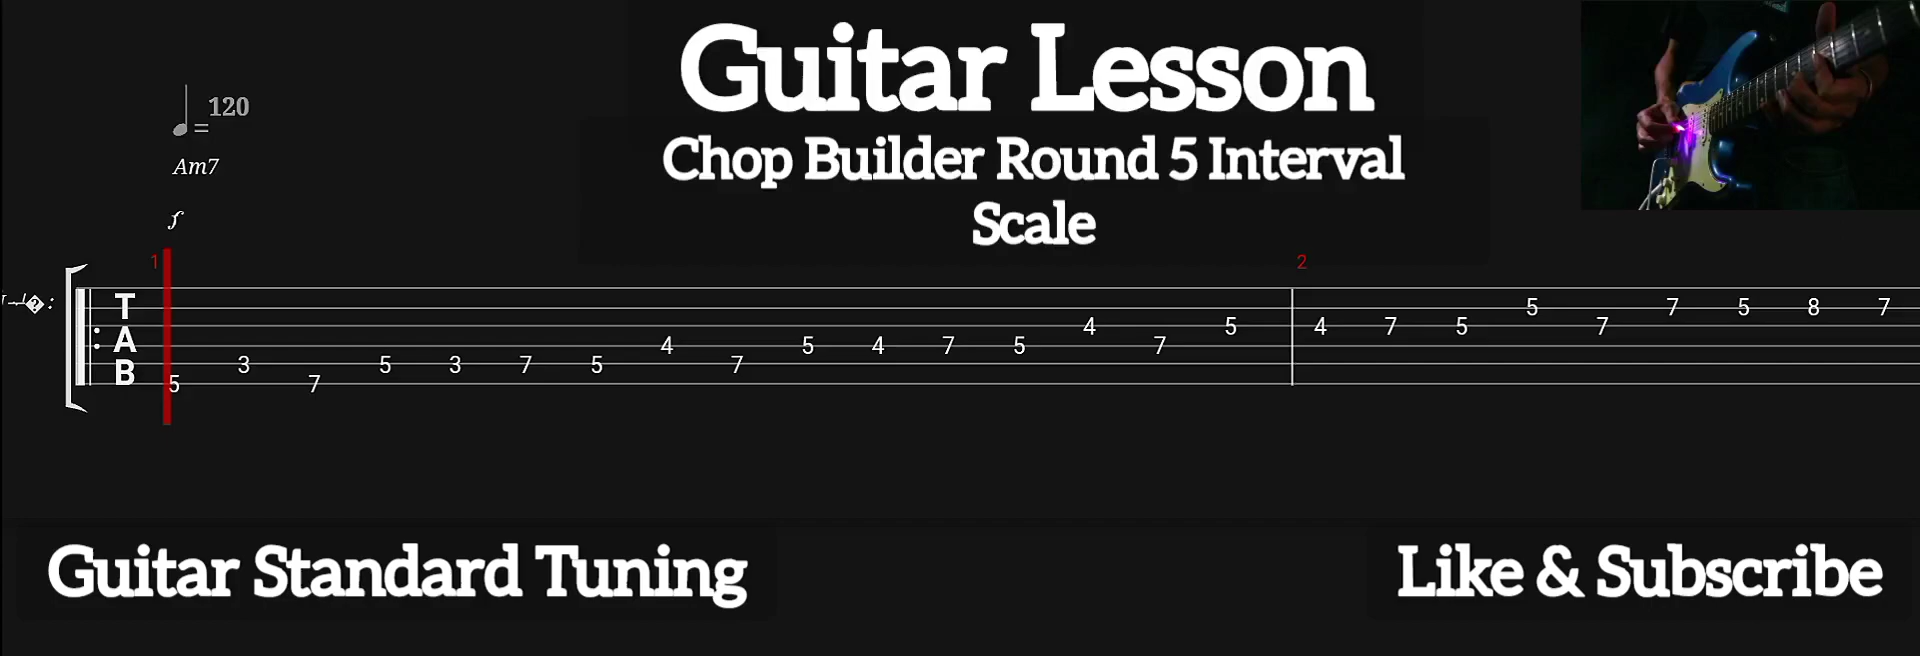 Guitar Lesson
Chop Builder Round 5 Interval
Scale
= 120
Am7
f
1 2
T A B
5 3 7 5 3 7 5 4 7 5 4 7 5 4 7 5 4 7 5 5 7 7 5 8 7
Guitar Standard Tuning
Like & Subscribe